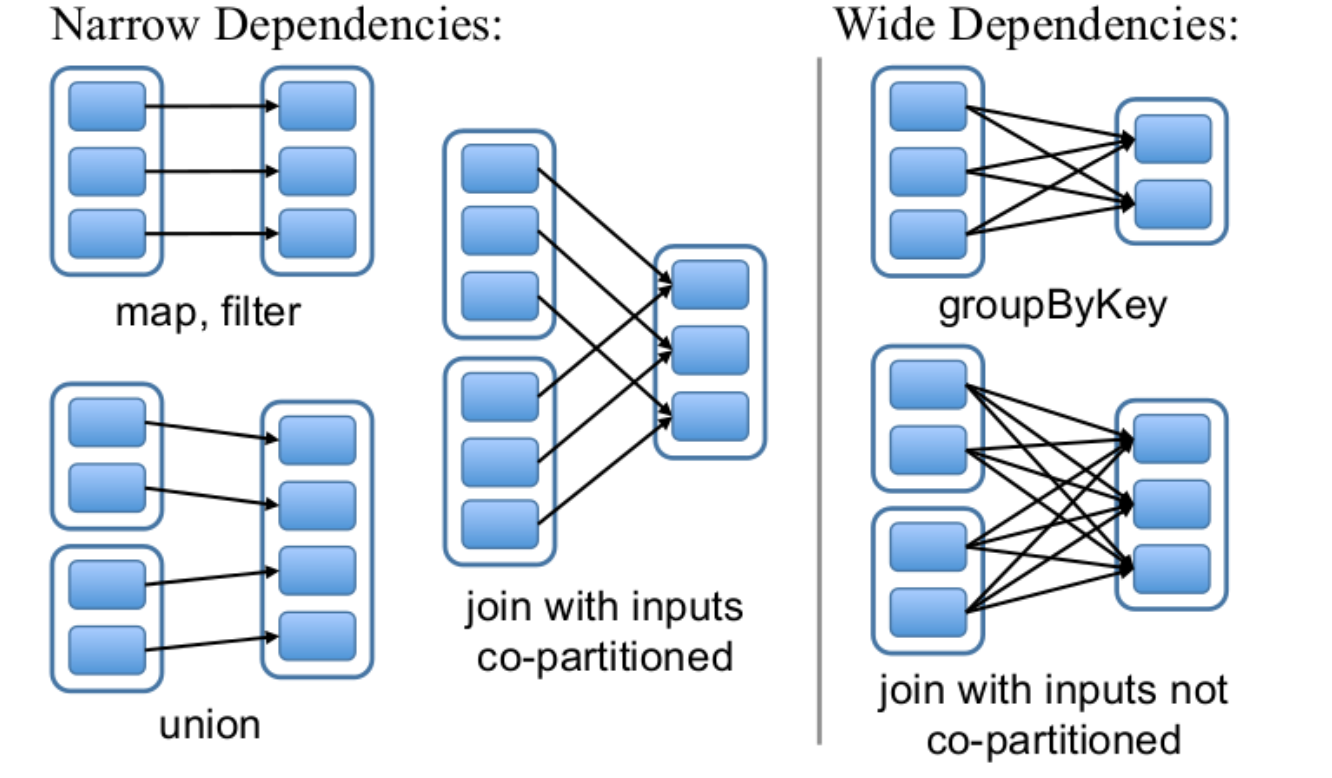 Narrow Dependencies:
map, filter
union
join with inputs
co-partitioned
Wide Dependencies:
groupByKey
join with inputs not
co-partitioned